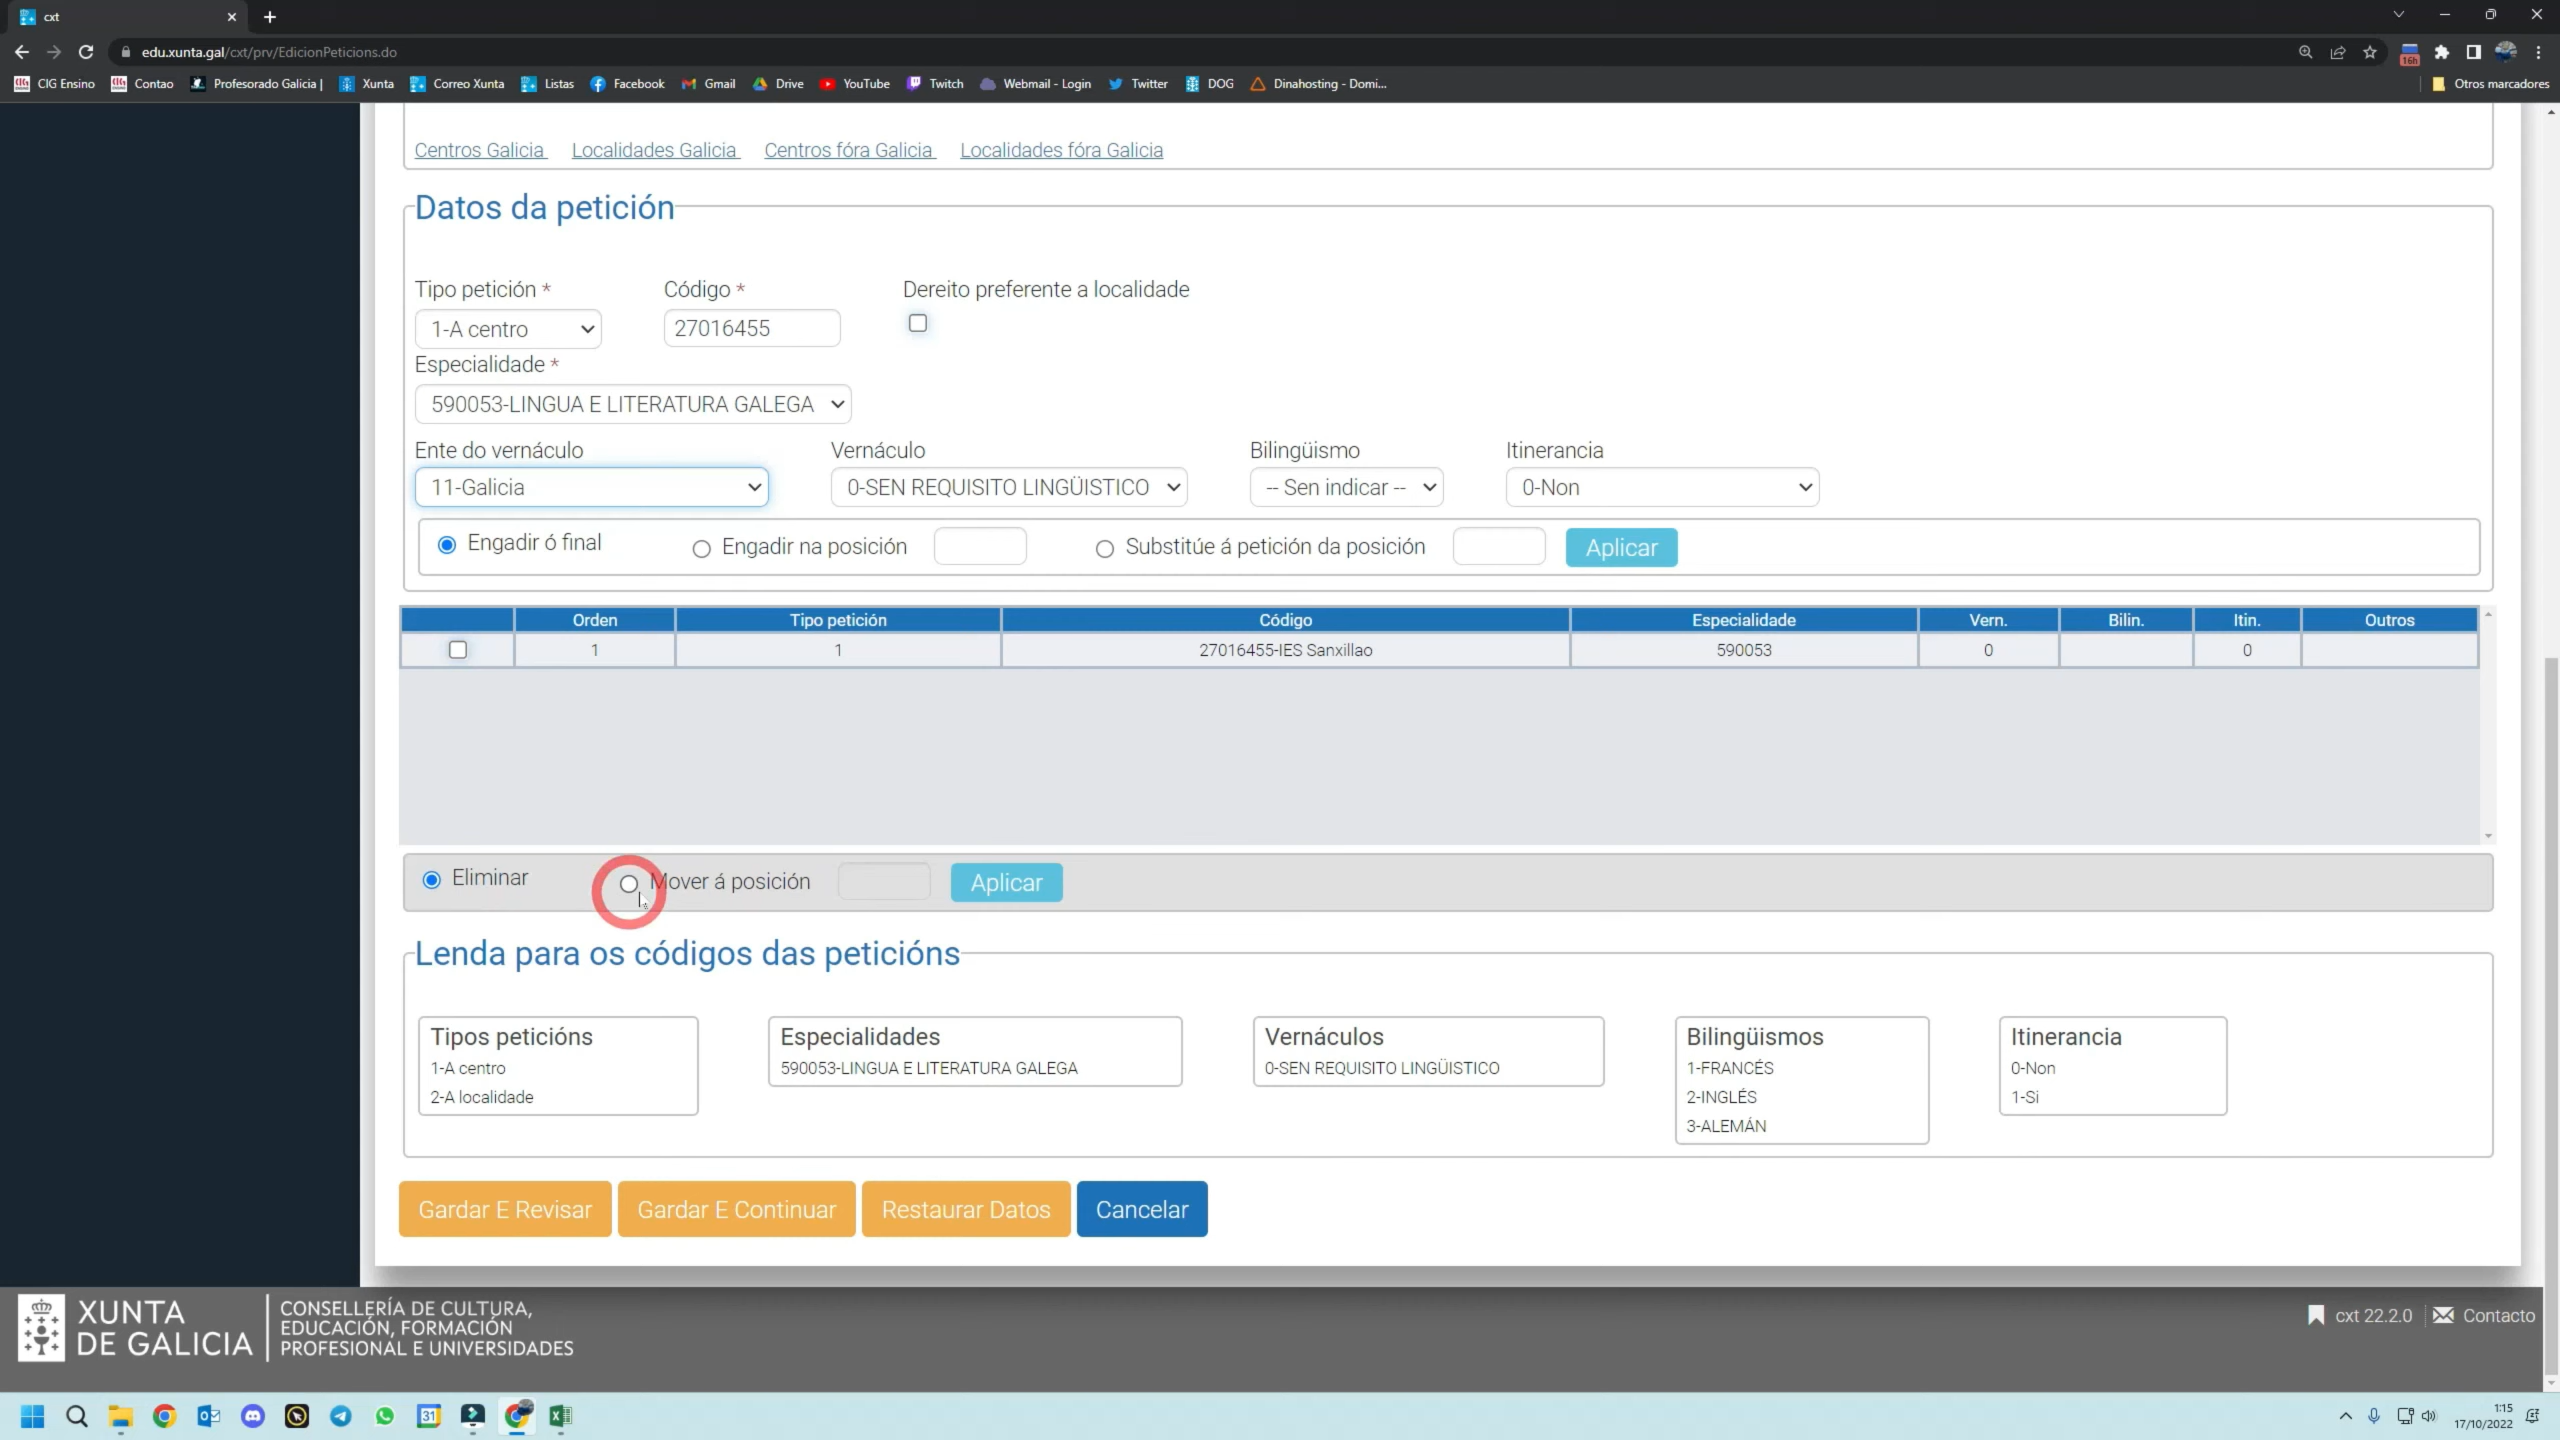 cxt
edu.xunta.gal/cxt/prv/EdicionPeticions.do
16h
CIG Ensino Contao Profesorado Galicia | Xunta Correo Xunta Listas Facebook Gmail Drive YouTube Twitch Webmail - Login Twitter DOG Dinahosting - Domi... Otros marcadores
Centros Galicia Localidades Galicia Centros fóra Galicia Localidades fóra Galicia
Datos da petición
Tipo petición * Código * Dereito preferente a localidade
1-A centro 27016455
Especialidade *
590053-LINGUA E LITERATURA GALEGA
Ente do vernáculo Vernáculo Bilingüismo Itinerancia
11-Galicia 0-SEN REQUISITO LINGÜISTICO -- Sen indicar -- 0-Non
Engadir ó final Engadir na posición Substitúe á petición da posición Aplicar
Orden Tipo petición Código Especialidade Vern. Bilin. Itin. Outros
1 1 27016455-IES Sanxillao 590053 0 0
Eliminar Mover á posición Aplicar
Lenda para os códigos das peticións
Tipos peticións
1-A centro
2-A localidade
Especialidades
590053-LINGUA E LITERATURA GALEGA
Vernáculos
0-SEN REQUISITO LINGÜISTICO
Bilingüismos
1-FRANCÉS
2-INGLÉS
3-ALEMÁN
Itinerancia
0-Non
1-Si
Gardar E Revisar Gardar E Continuar Restaurar Datos Cancelar
XUNTA
DE GALICIA
CONSELLERÍA DE CULTURA,
EDUCACIÓN, FORMACIÓN
PROFESIONAL E UNIVERSIDADES
cxt 22.2.0 Contacto
31
1:15
17/10/2022